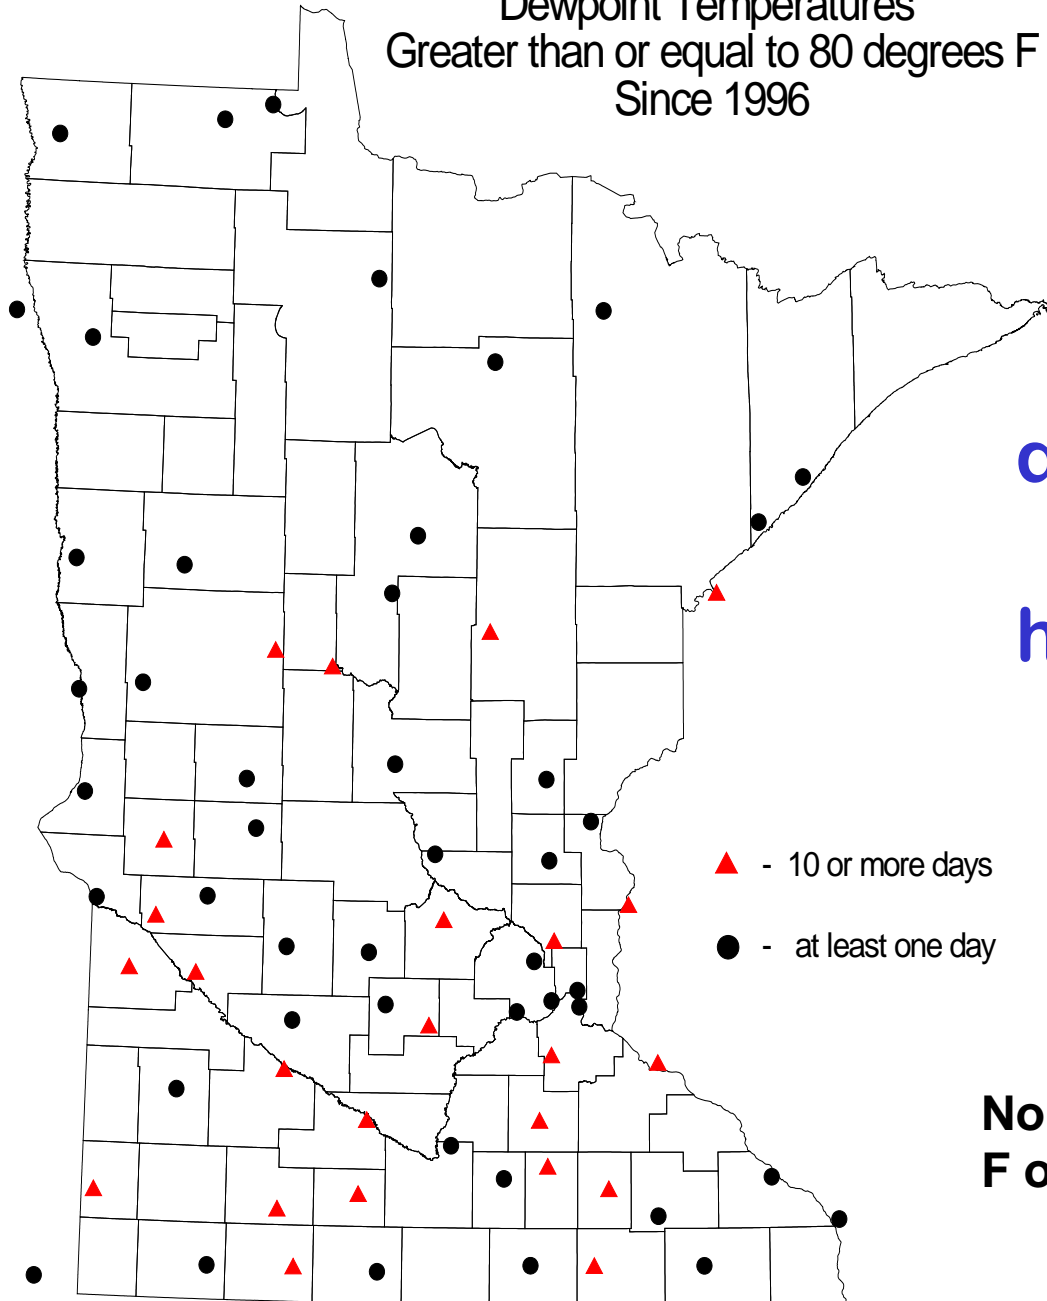 Dewpoint Temperatures
Greater than or equal to 80 degrees F
Since 1996
- 10 or more days
- at least one day
No
F o